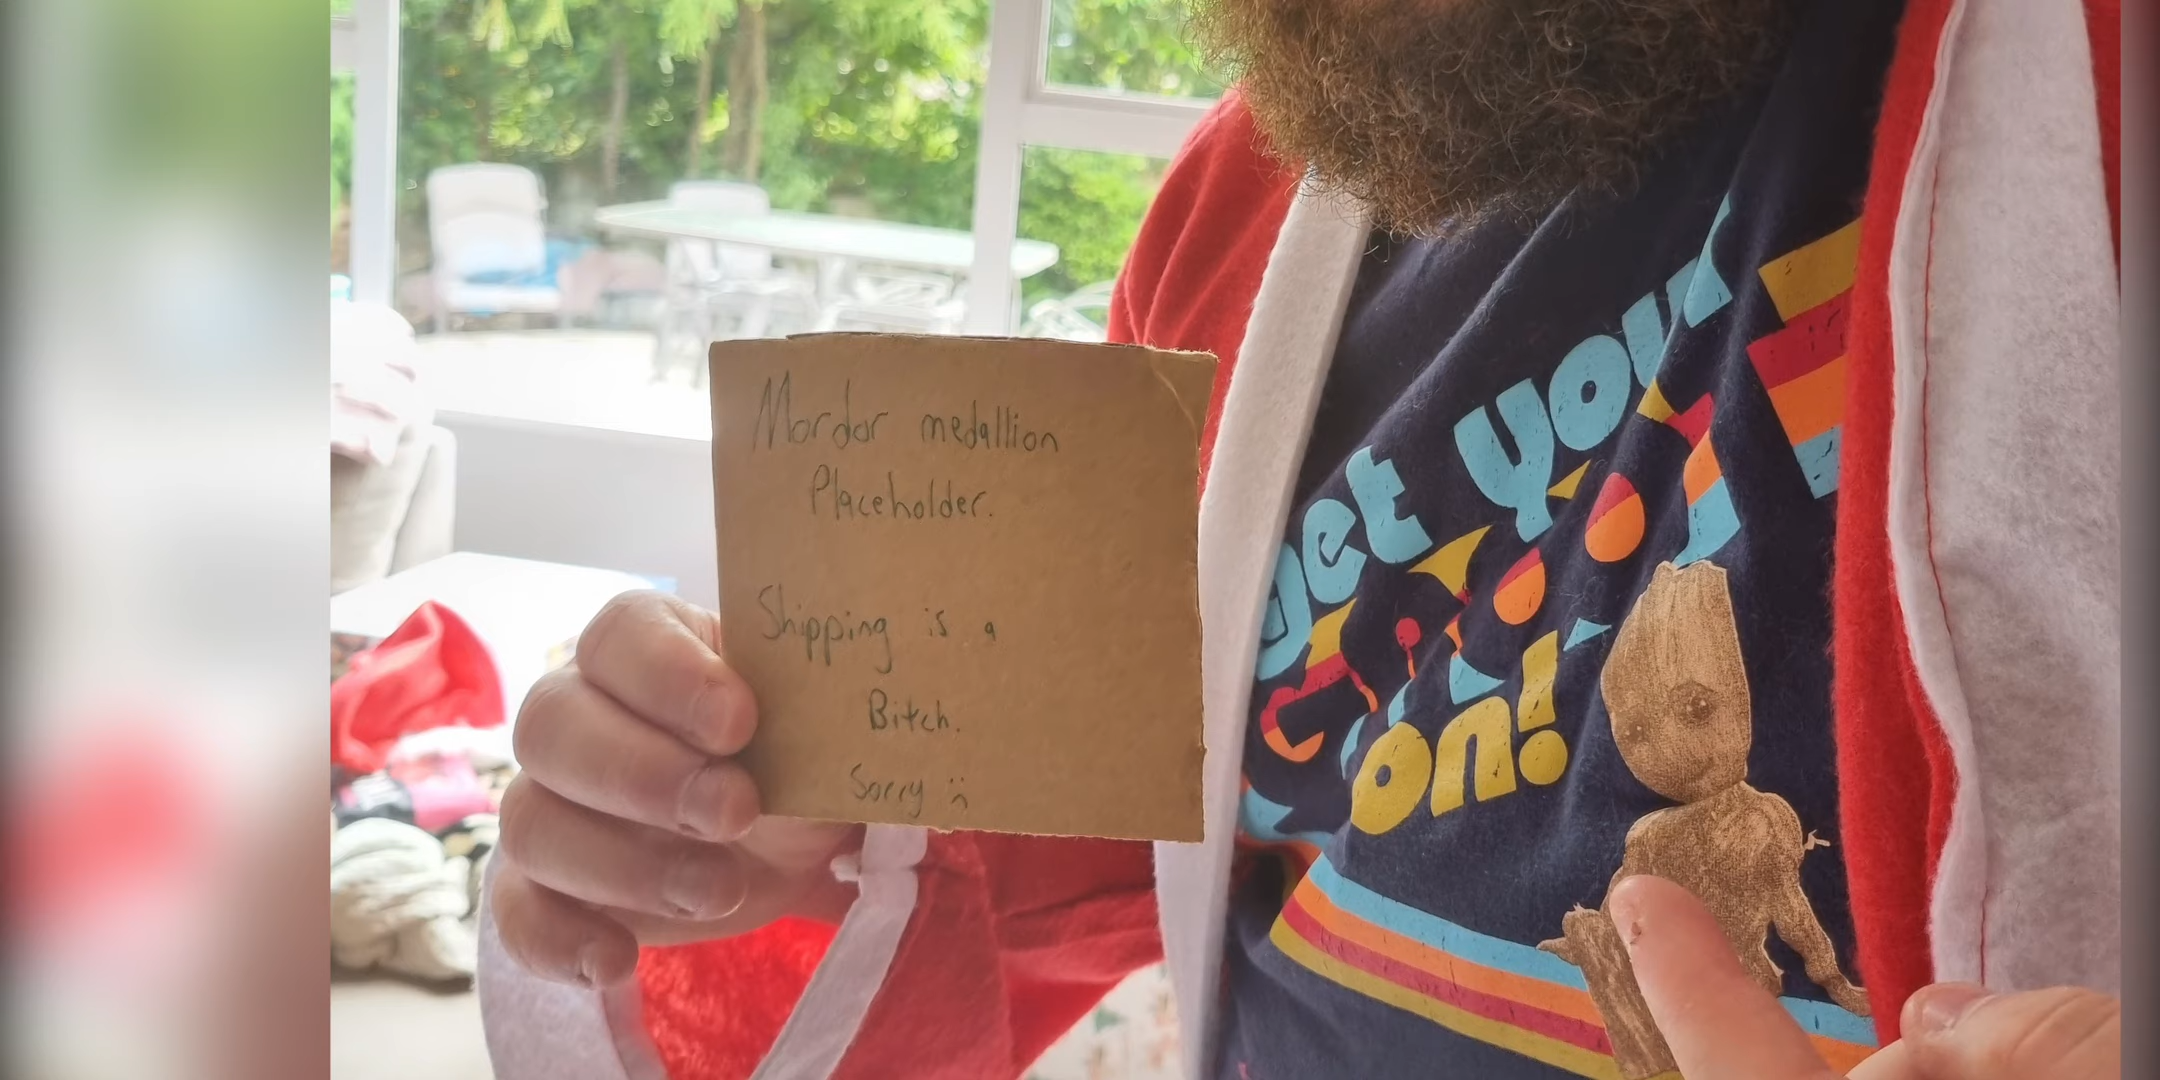 Mordor medallion
Placeholder.
Shipping is a
Bitch.
Sorry :(
Get your
on!